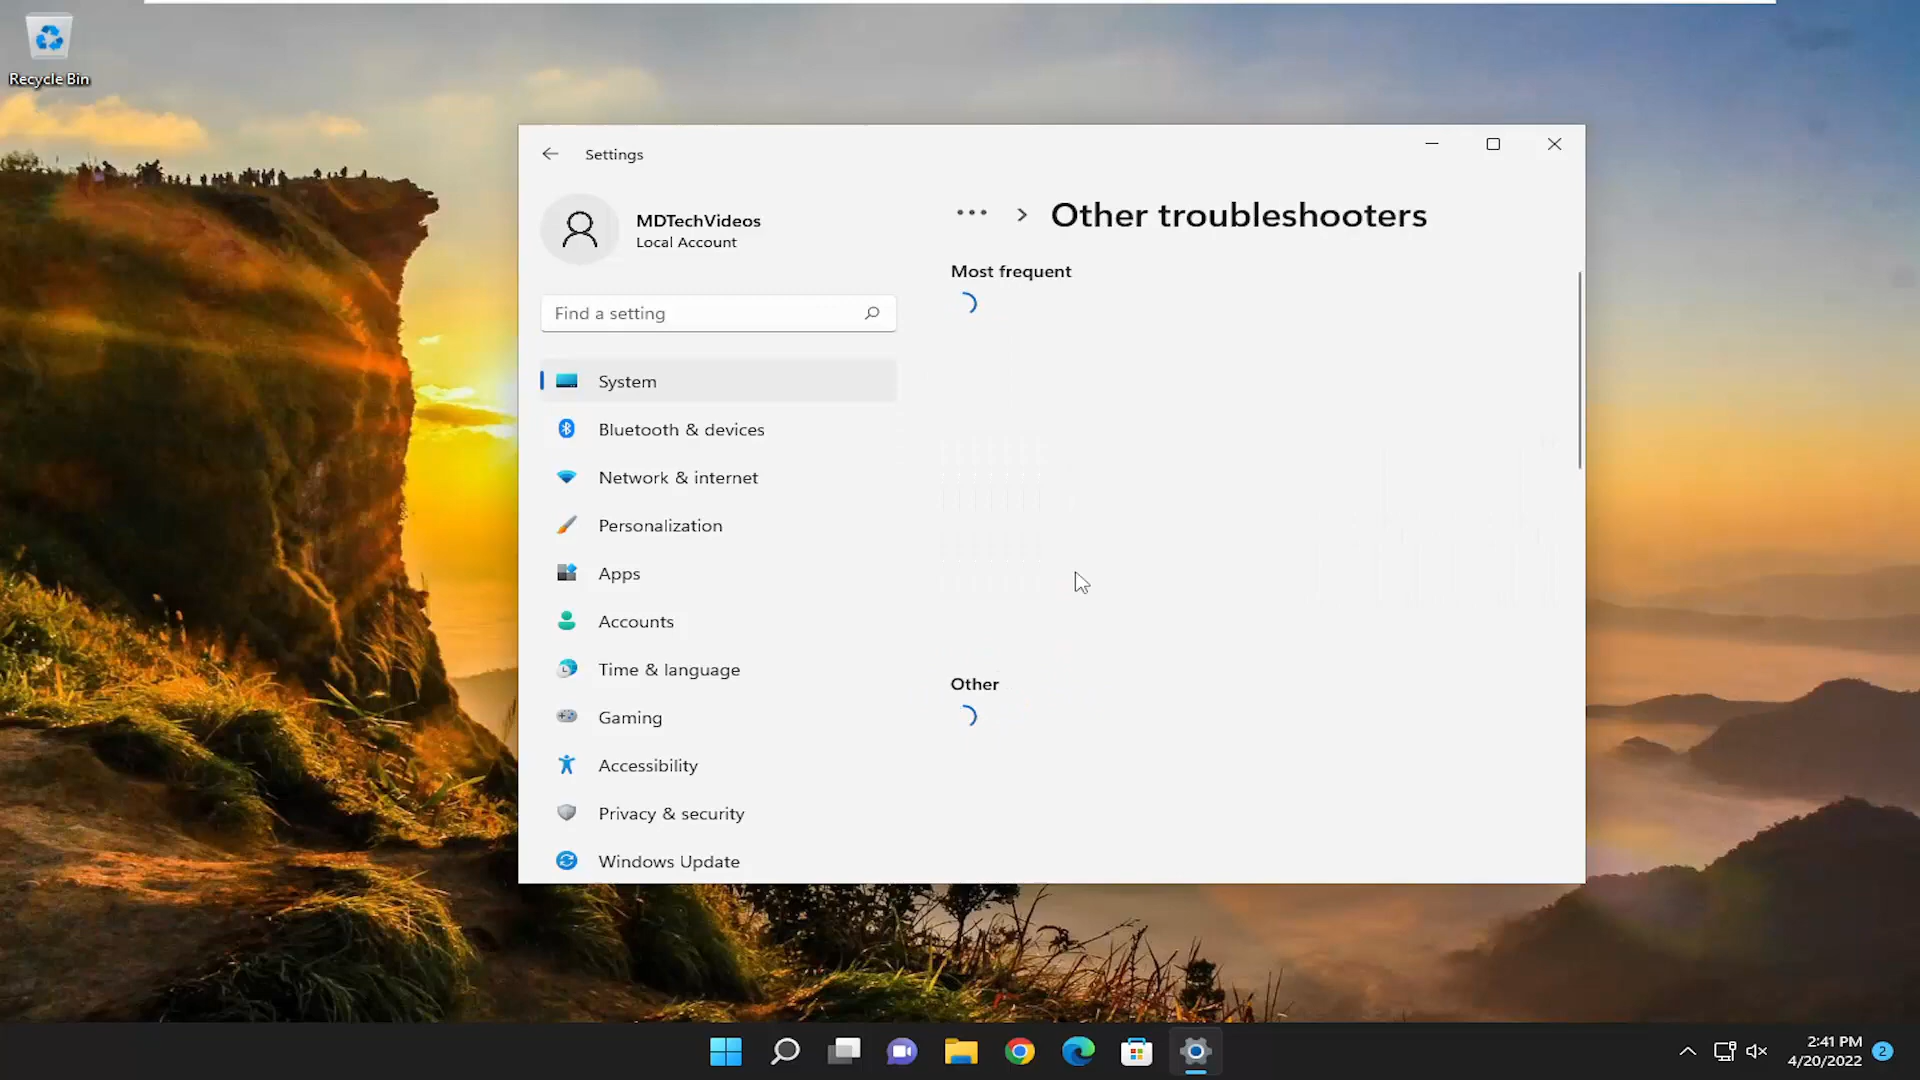 Recycle Bin
Settings
MDTechVideos
Local Account
Find a setting
System
Bluetooth & devices
Network & internet
Personalization
Apps
Accounts
Time & language
Gaming
Accessibility
Privacy & security
Windows Update
Other troubleshooters
Most frequent
Other
2:41 PM
4/20/2022
2